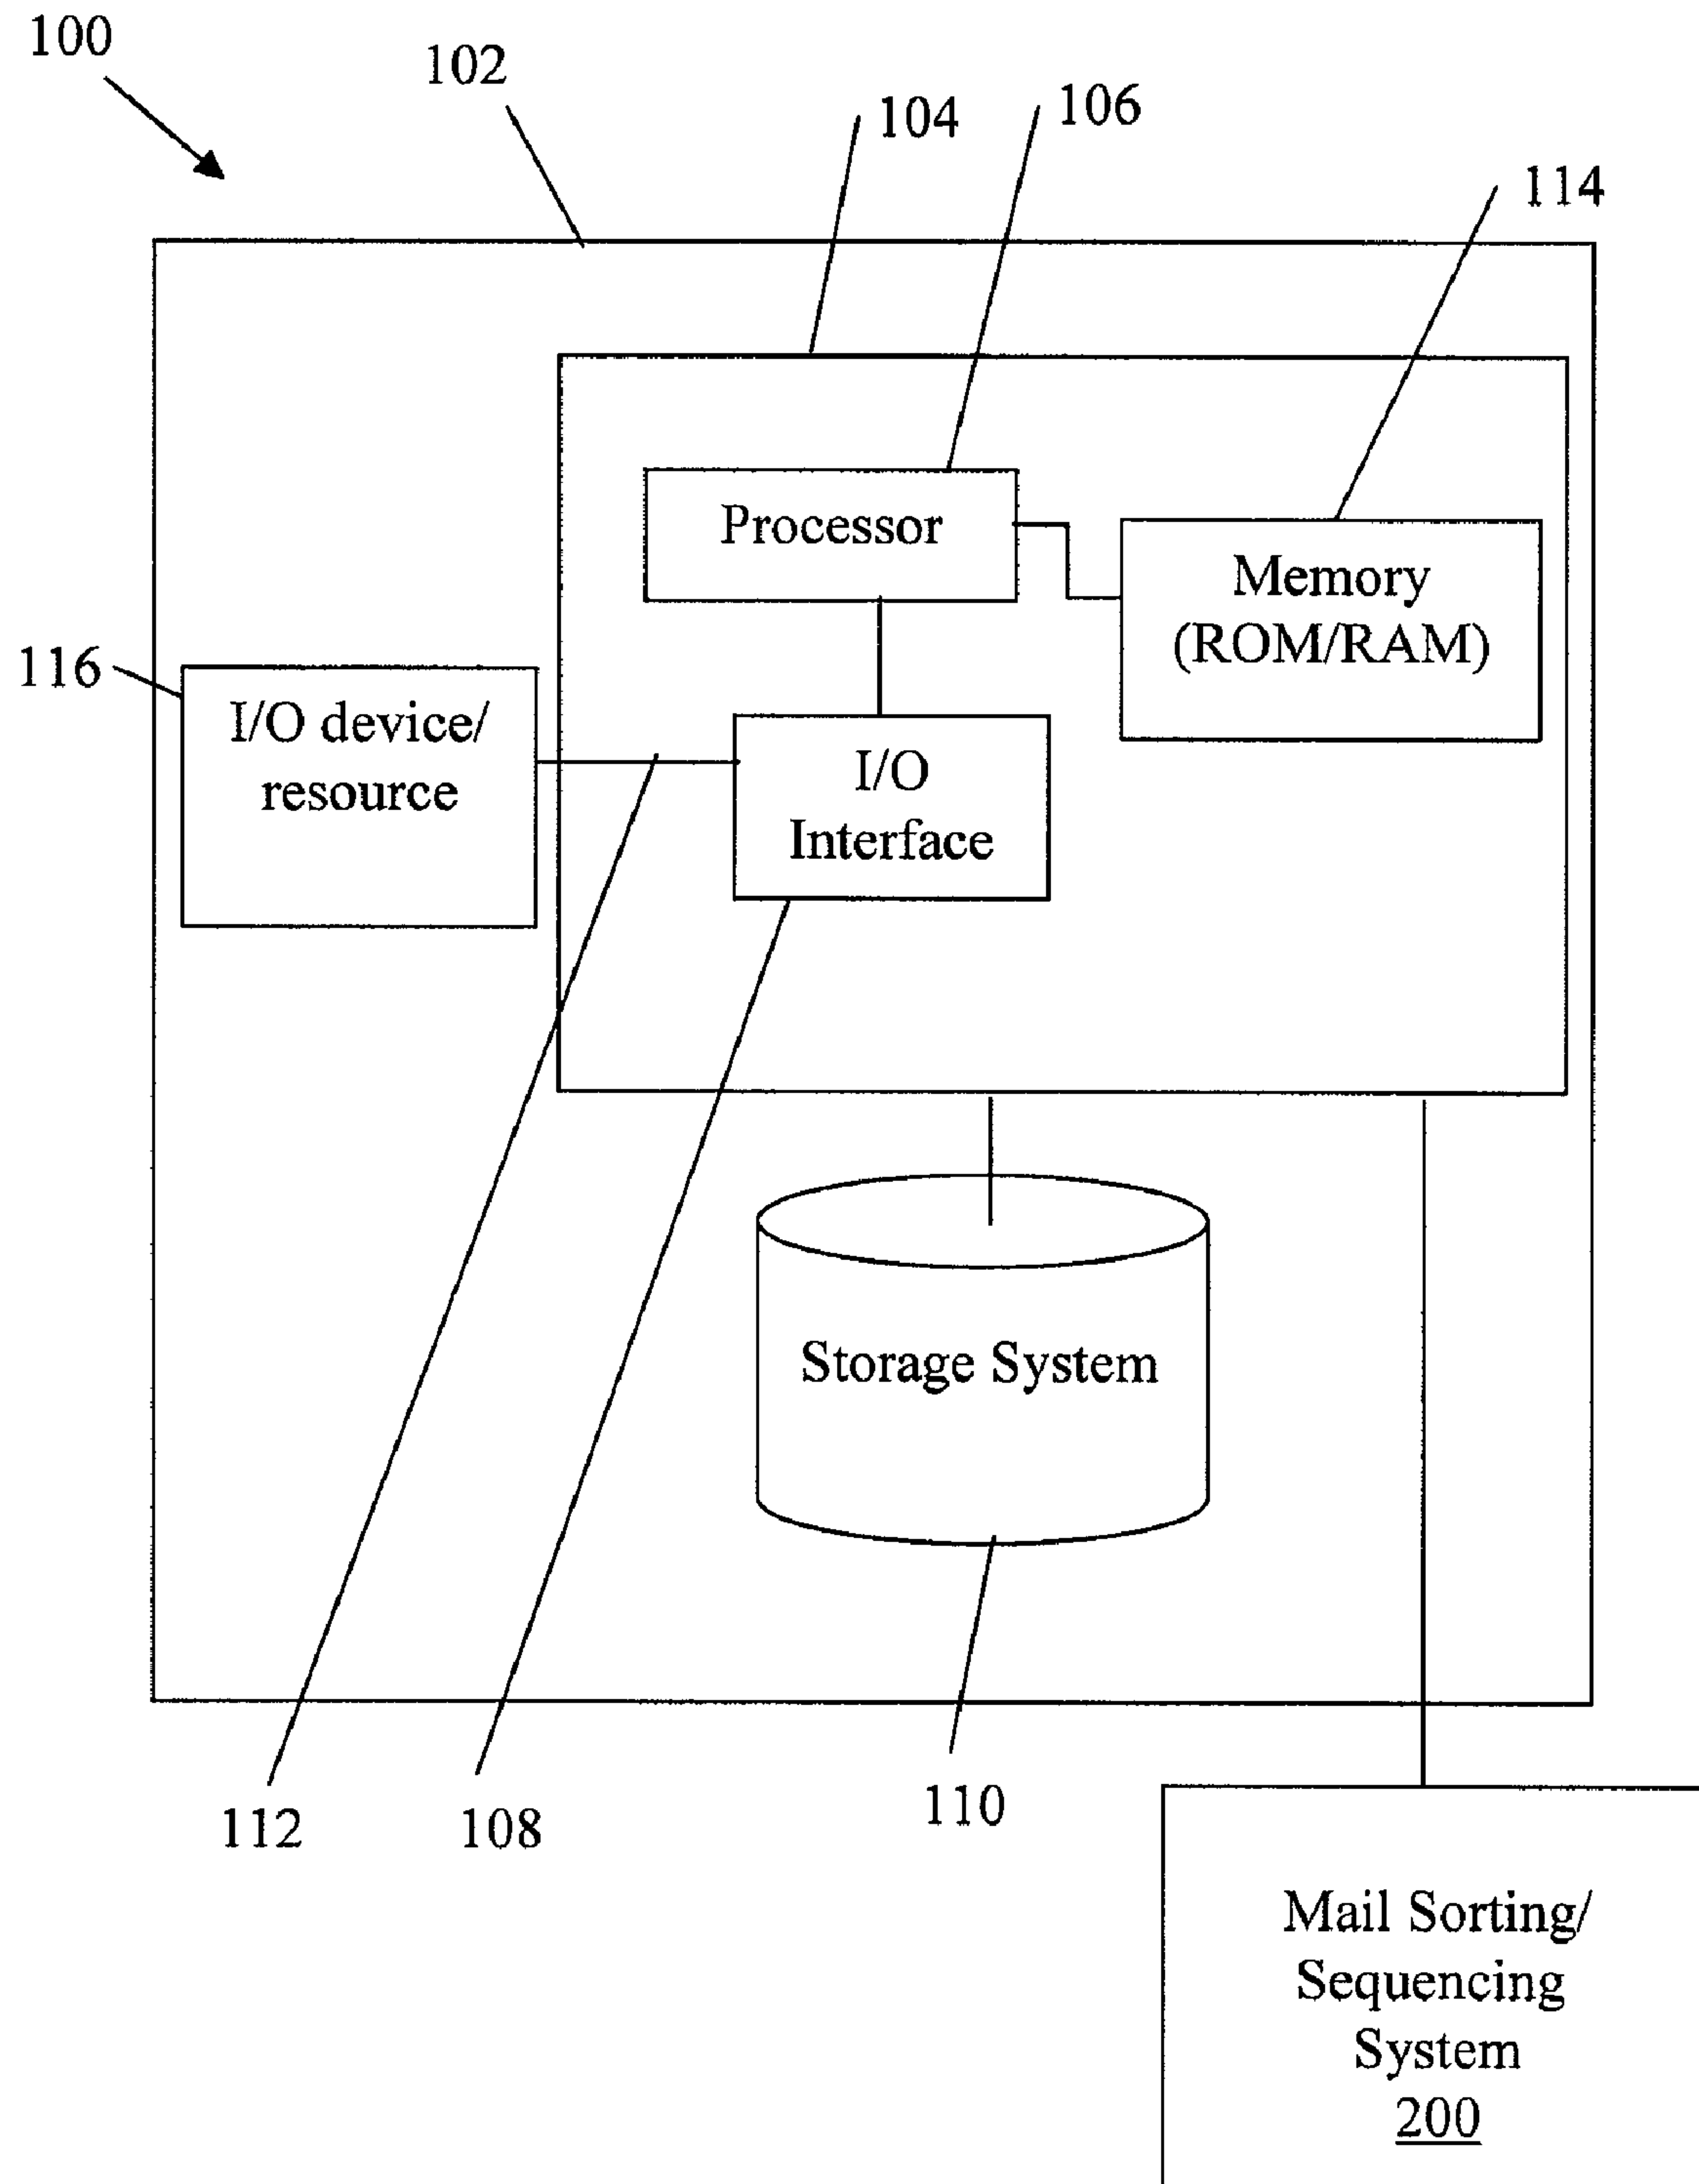 100
102
104
106
114
Processor
Memory
(ROM/RAM)
116
I/O device/
resource
I/O
Interface
Storage System
112
108
110
Mail Sorting/
Sequencing
System
200